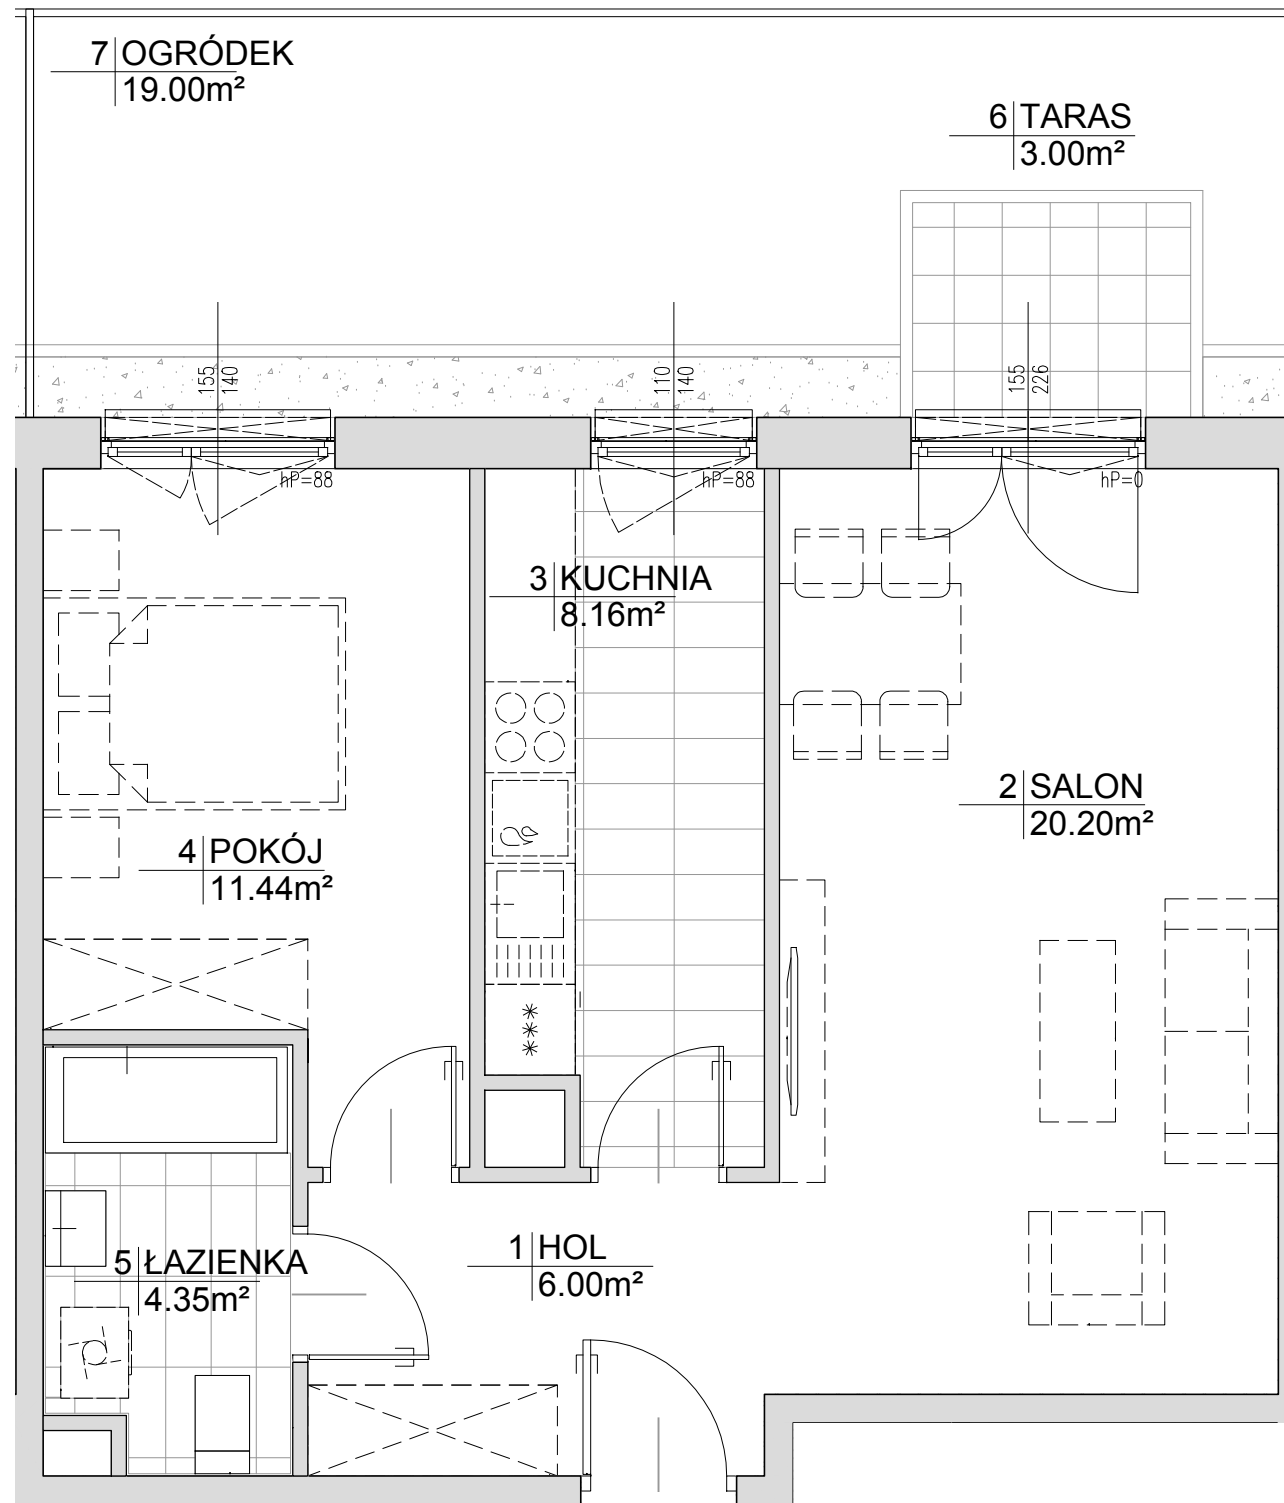 7 OGRÓDEK
19.00m²
6 TARAS
3.00m²
155
140
110
140
155
226
hP=88
hP=88
hP=0
3 KUCHNIA
8.16m²
2 SALON
20.20m²
4 POKÓJ
11.44m²
***
1 HOL
6.00m²
5 ŁAZIENKA
4.35m²